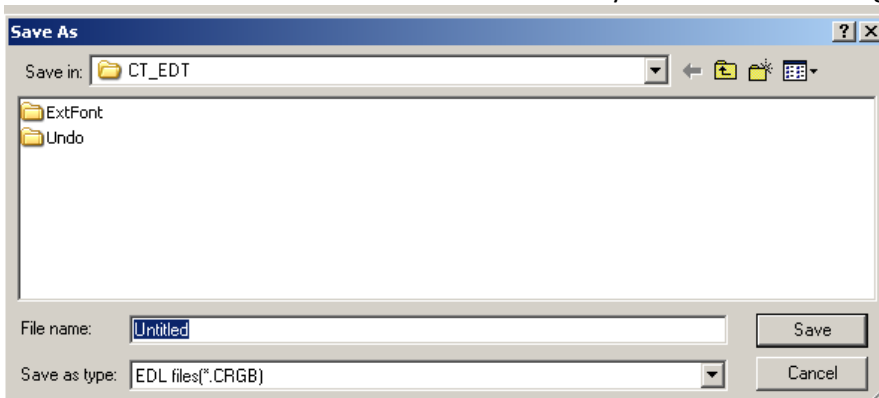 Save As
Save in: CT_EDT
ExtFont
Undo
File name: Untitled Save
Save as type: EDL files(*.CRGB) Cancel